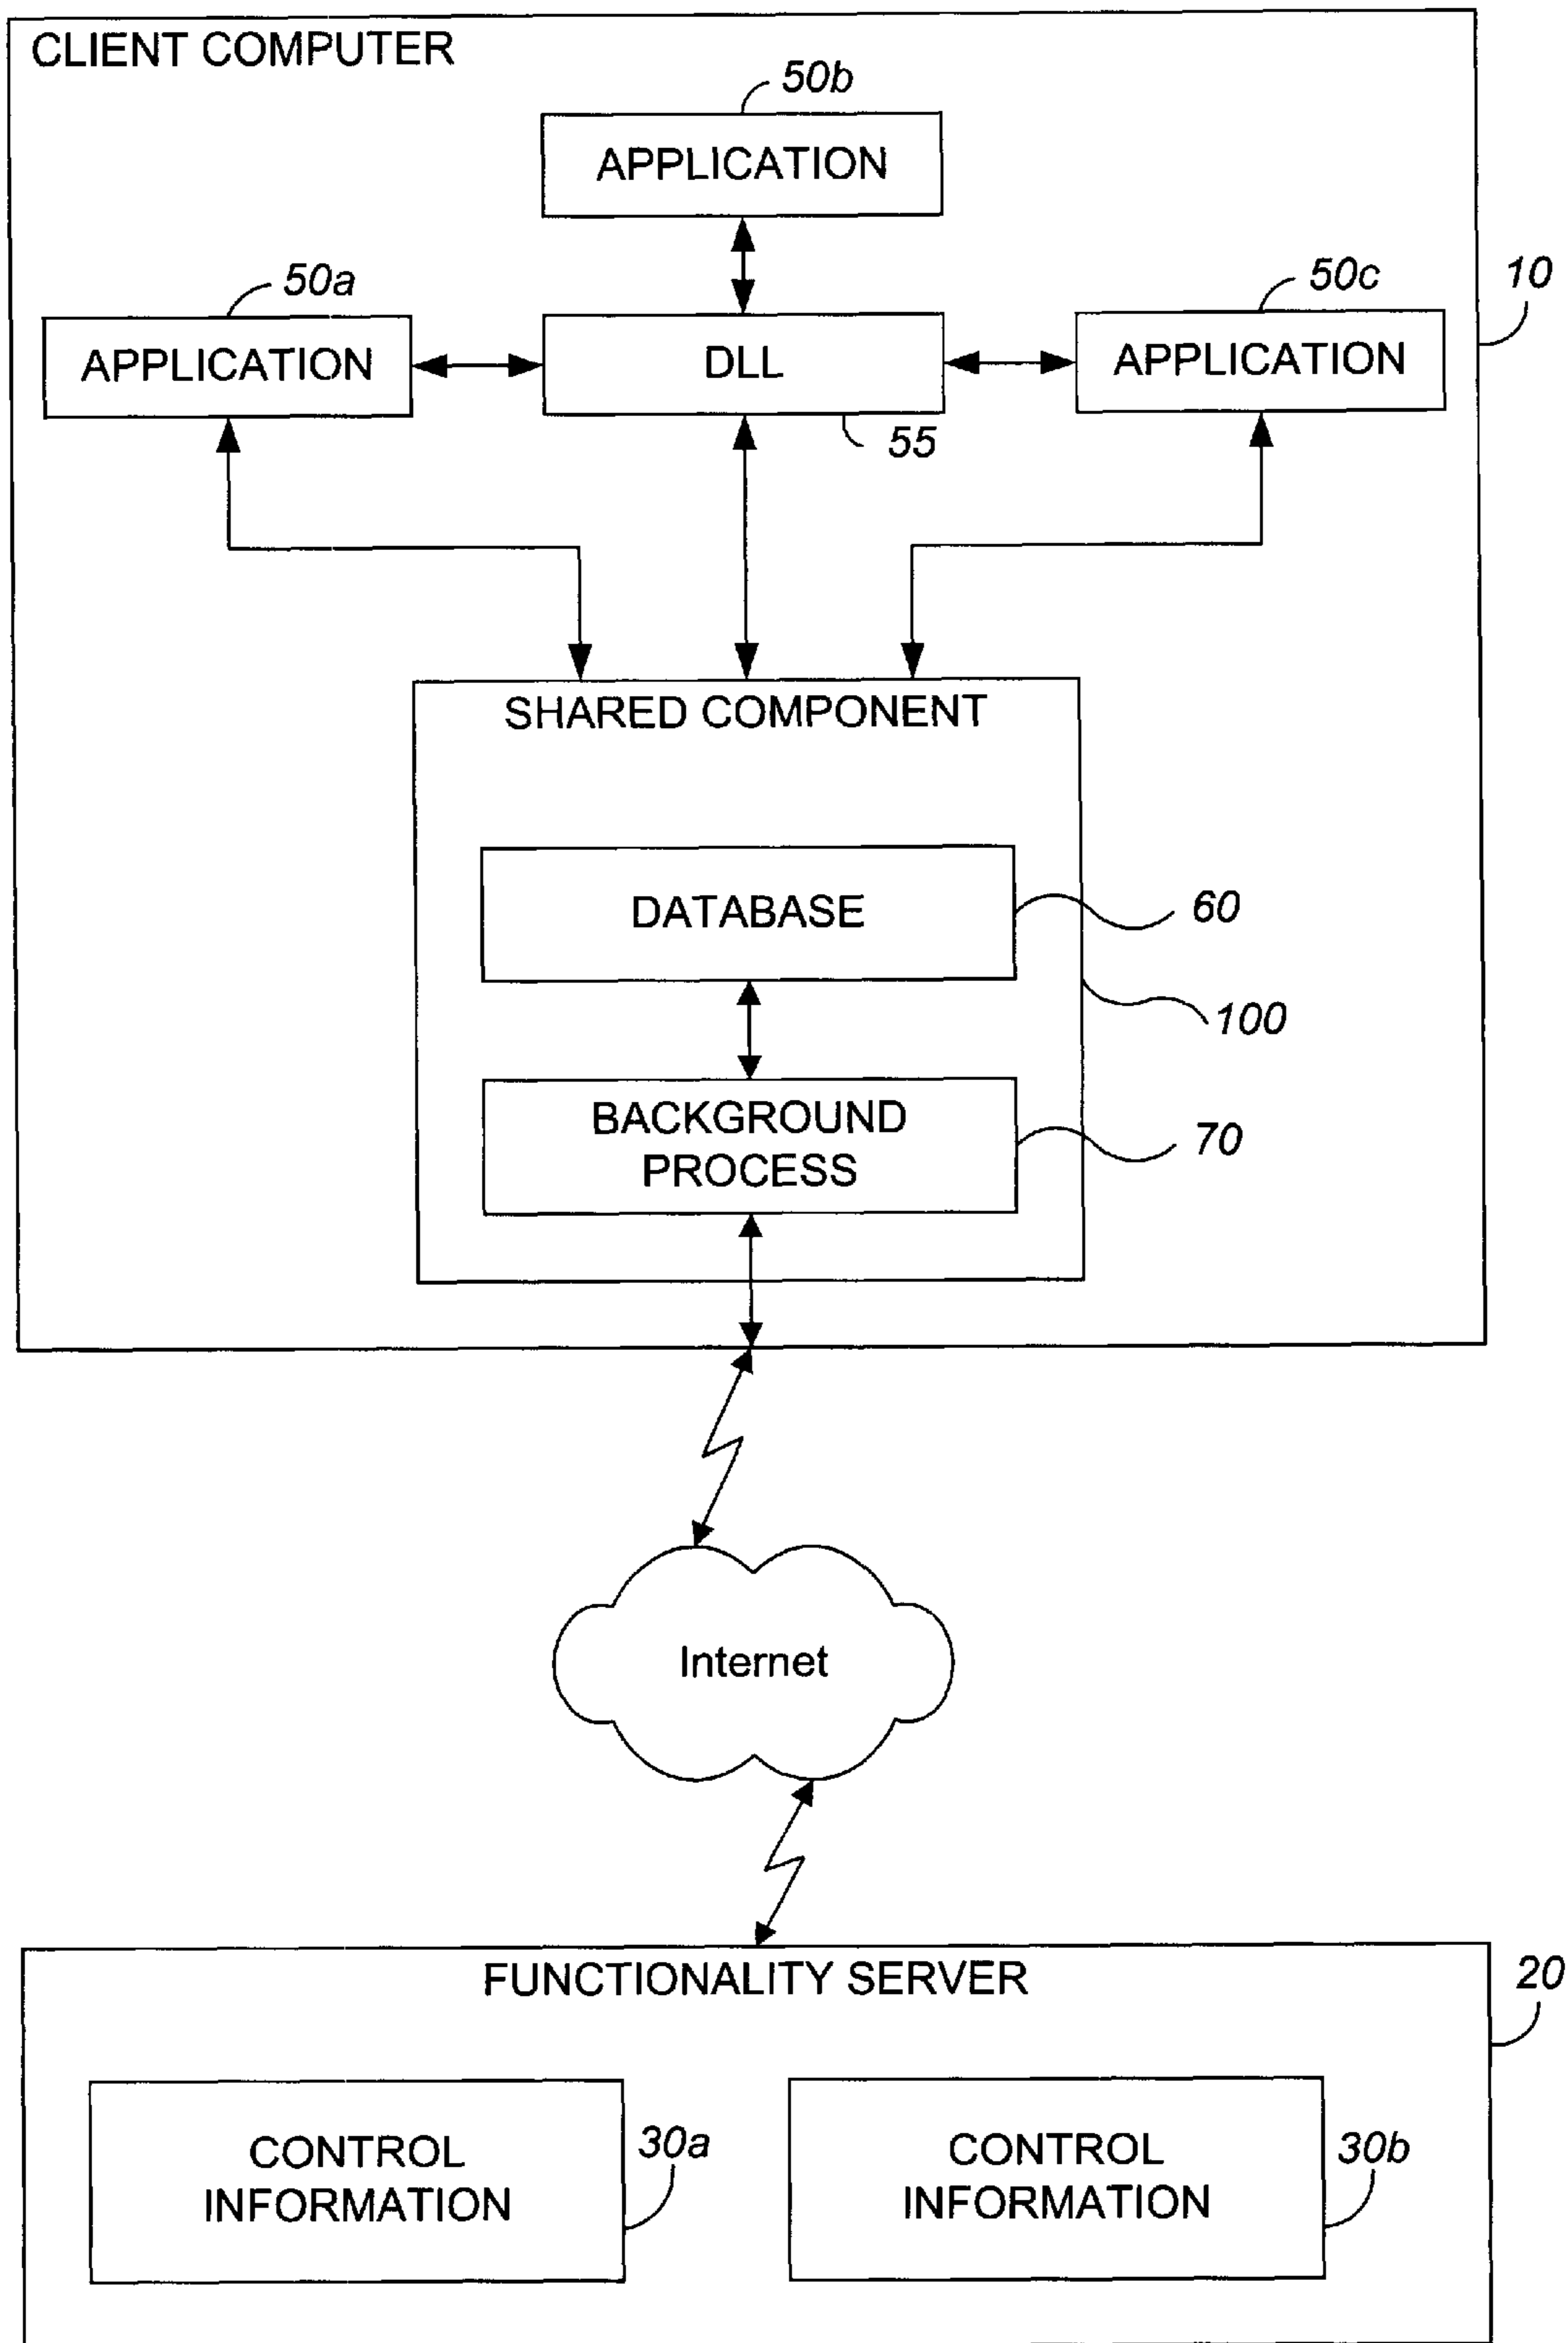 CLIENT COMPUTER
50b
APPLICATION
50a
50c
10
APPLICATION
DLL
APPLICATION
55
SHARED COMPONENT
DATABASE
60
100
BACKGROUND
PROCESS
70
Internet
FUNCTIONALITY SERVER
20
CONTROL
INFORMATION
30a
CONTROL
INFORMATION
30b